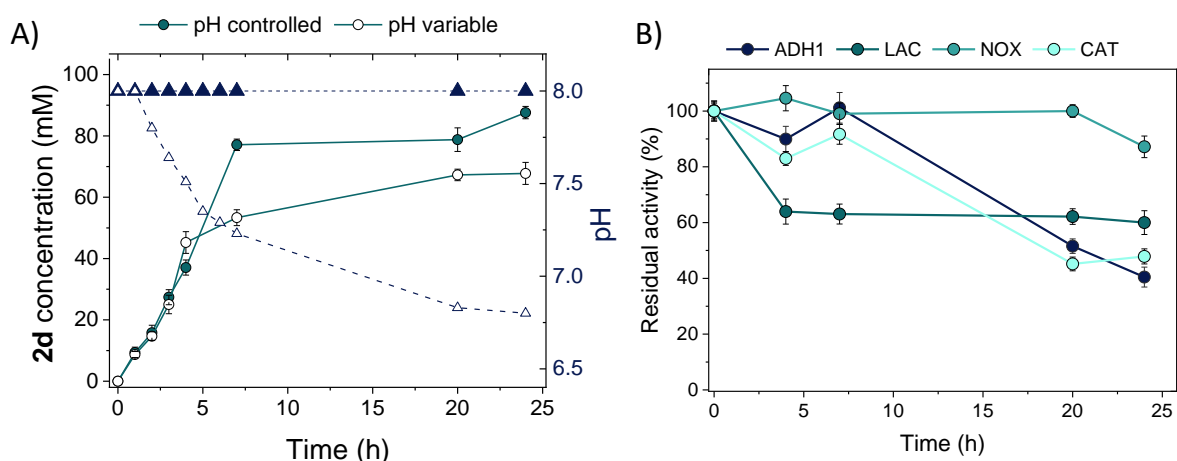 A)
pH controlled pH variable
100
80
60
40
20
0
8.0
7.5
7.0
6.5
0 5 10 15 20 25
2d concentration (mM)
pH
Time (h)
B)
ADH1 LAC NOX CAT
120
100
80
60
40
20
0
0 5 10 15 20 25
Residual activity (%)
Time (h)